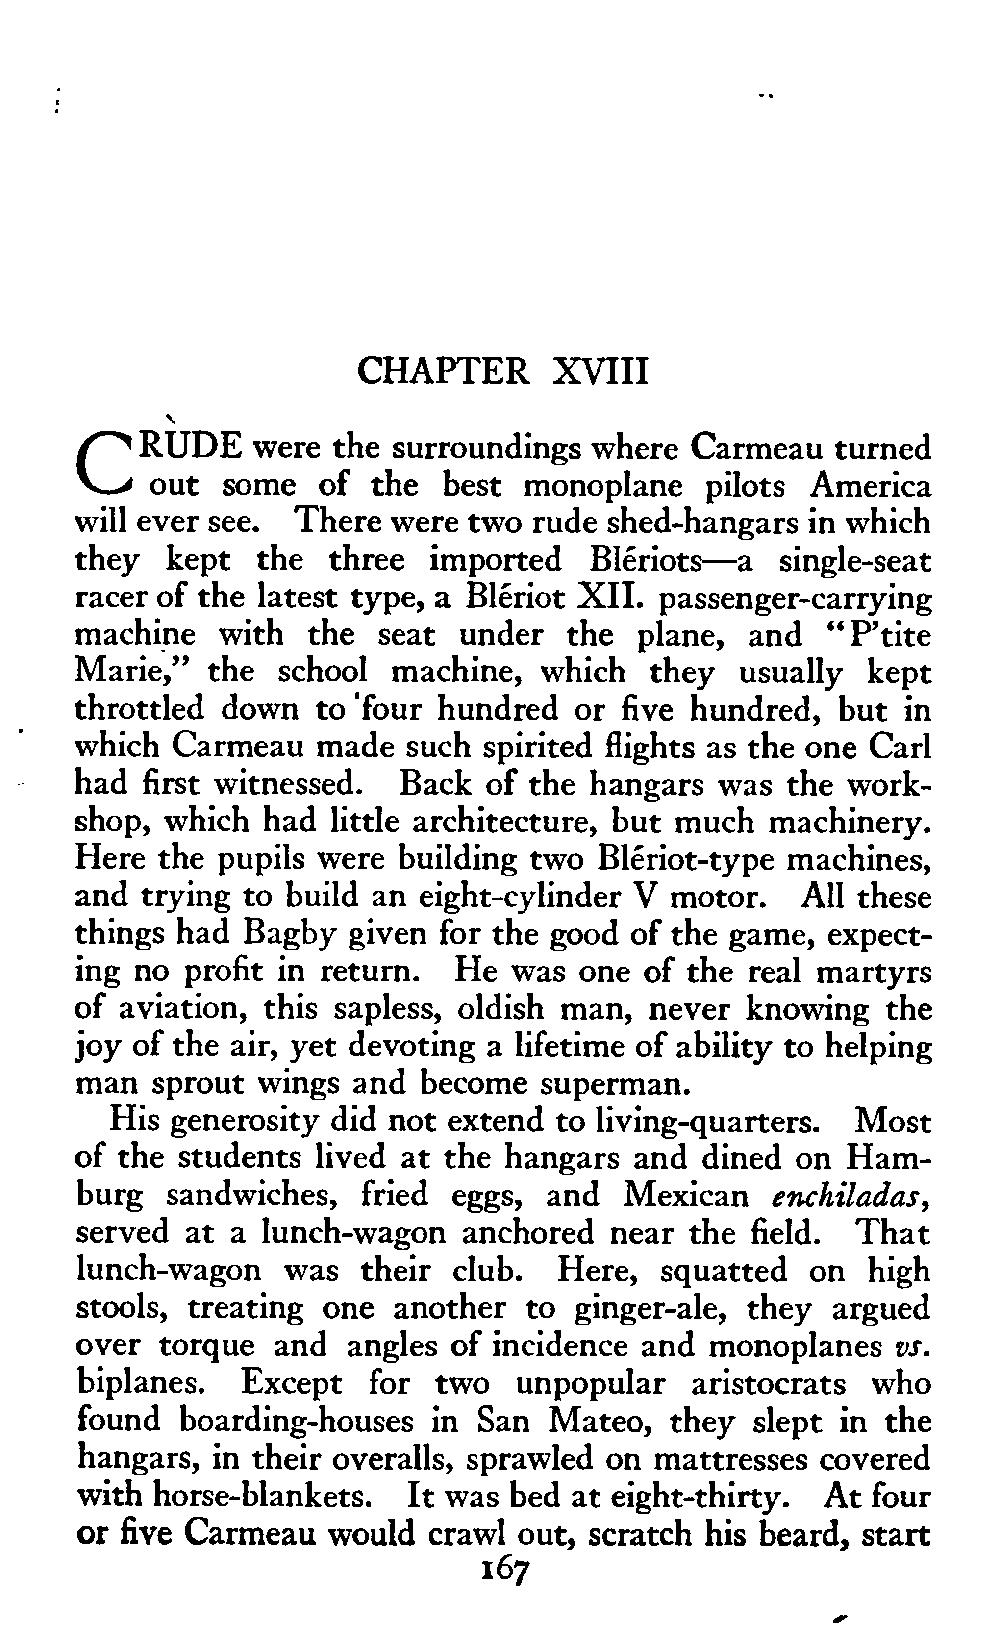 CHAPTER XVIII
CRUDE were the surroundings where Carmeau turned
out some of the best monoplane pilots America
will ever see. There were two rude shed-hangars in which
they kept the three imported Blériots—a single-seat
racer of the latest type, a Blériot XII. passenger-carrying
machine with the seat under the plane, and “P’tite
Marie,” the school machine, which they usually kept
throttled down to four hundred or five hundred, but in
which Carmeau made such spirited flights as the one Carl
had first witnessed. Back of the hangars was the work-
shop, which had little architecture, but much machinery.
Here the pupils were building two Blériot-type machines,
and trying to build an eight-cylinder V motor. All these
things had Bagby given for the good of the game, expect-
ing no profit in return. He was one of the real martyrs
of aviation, this sapless, oldish man, never knowing the
joy of the air, yet devoting a lifetime of ability to helping
man sprout wings and become superman.
His generosity did not extend to living-quarters. Most
of the students lived at the hangars and dined on Ham-
burg sandwiches, fried eggs, and Mexican enchiladas,
served at a lunch-wagon anchored near the field. That
lunch-wagon was their club. Here, squatted on high
stools, treating one another to ginger-ale, they argued
over torque and angles of incidence and monoplanes vs.
biplanes. Except for two unpopular aristocrats who
found boarding-houses in San Mateo, they slept in the
hangars, in their overalls, sprawled on mattresses covered
with horse-blankets. It was bed at eight-thirty. At four
or five Carmeau would crawl out, scratch his beard, start
167